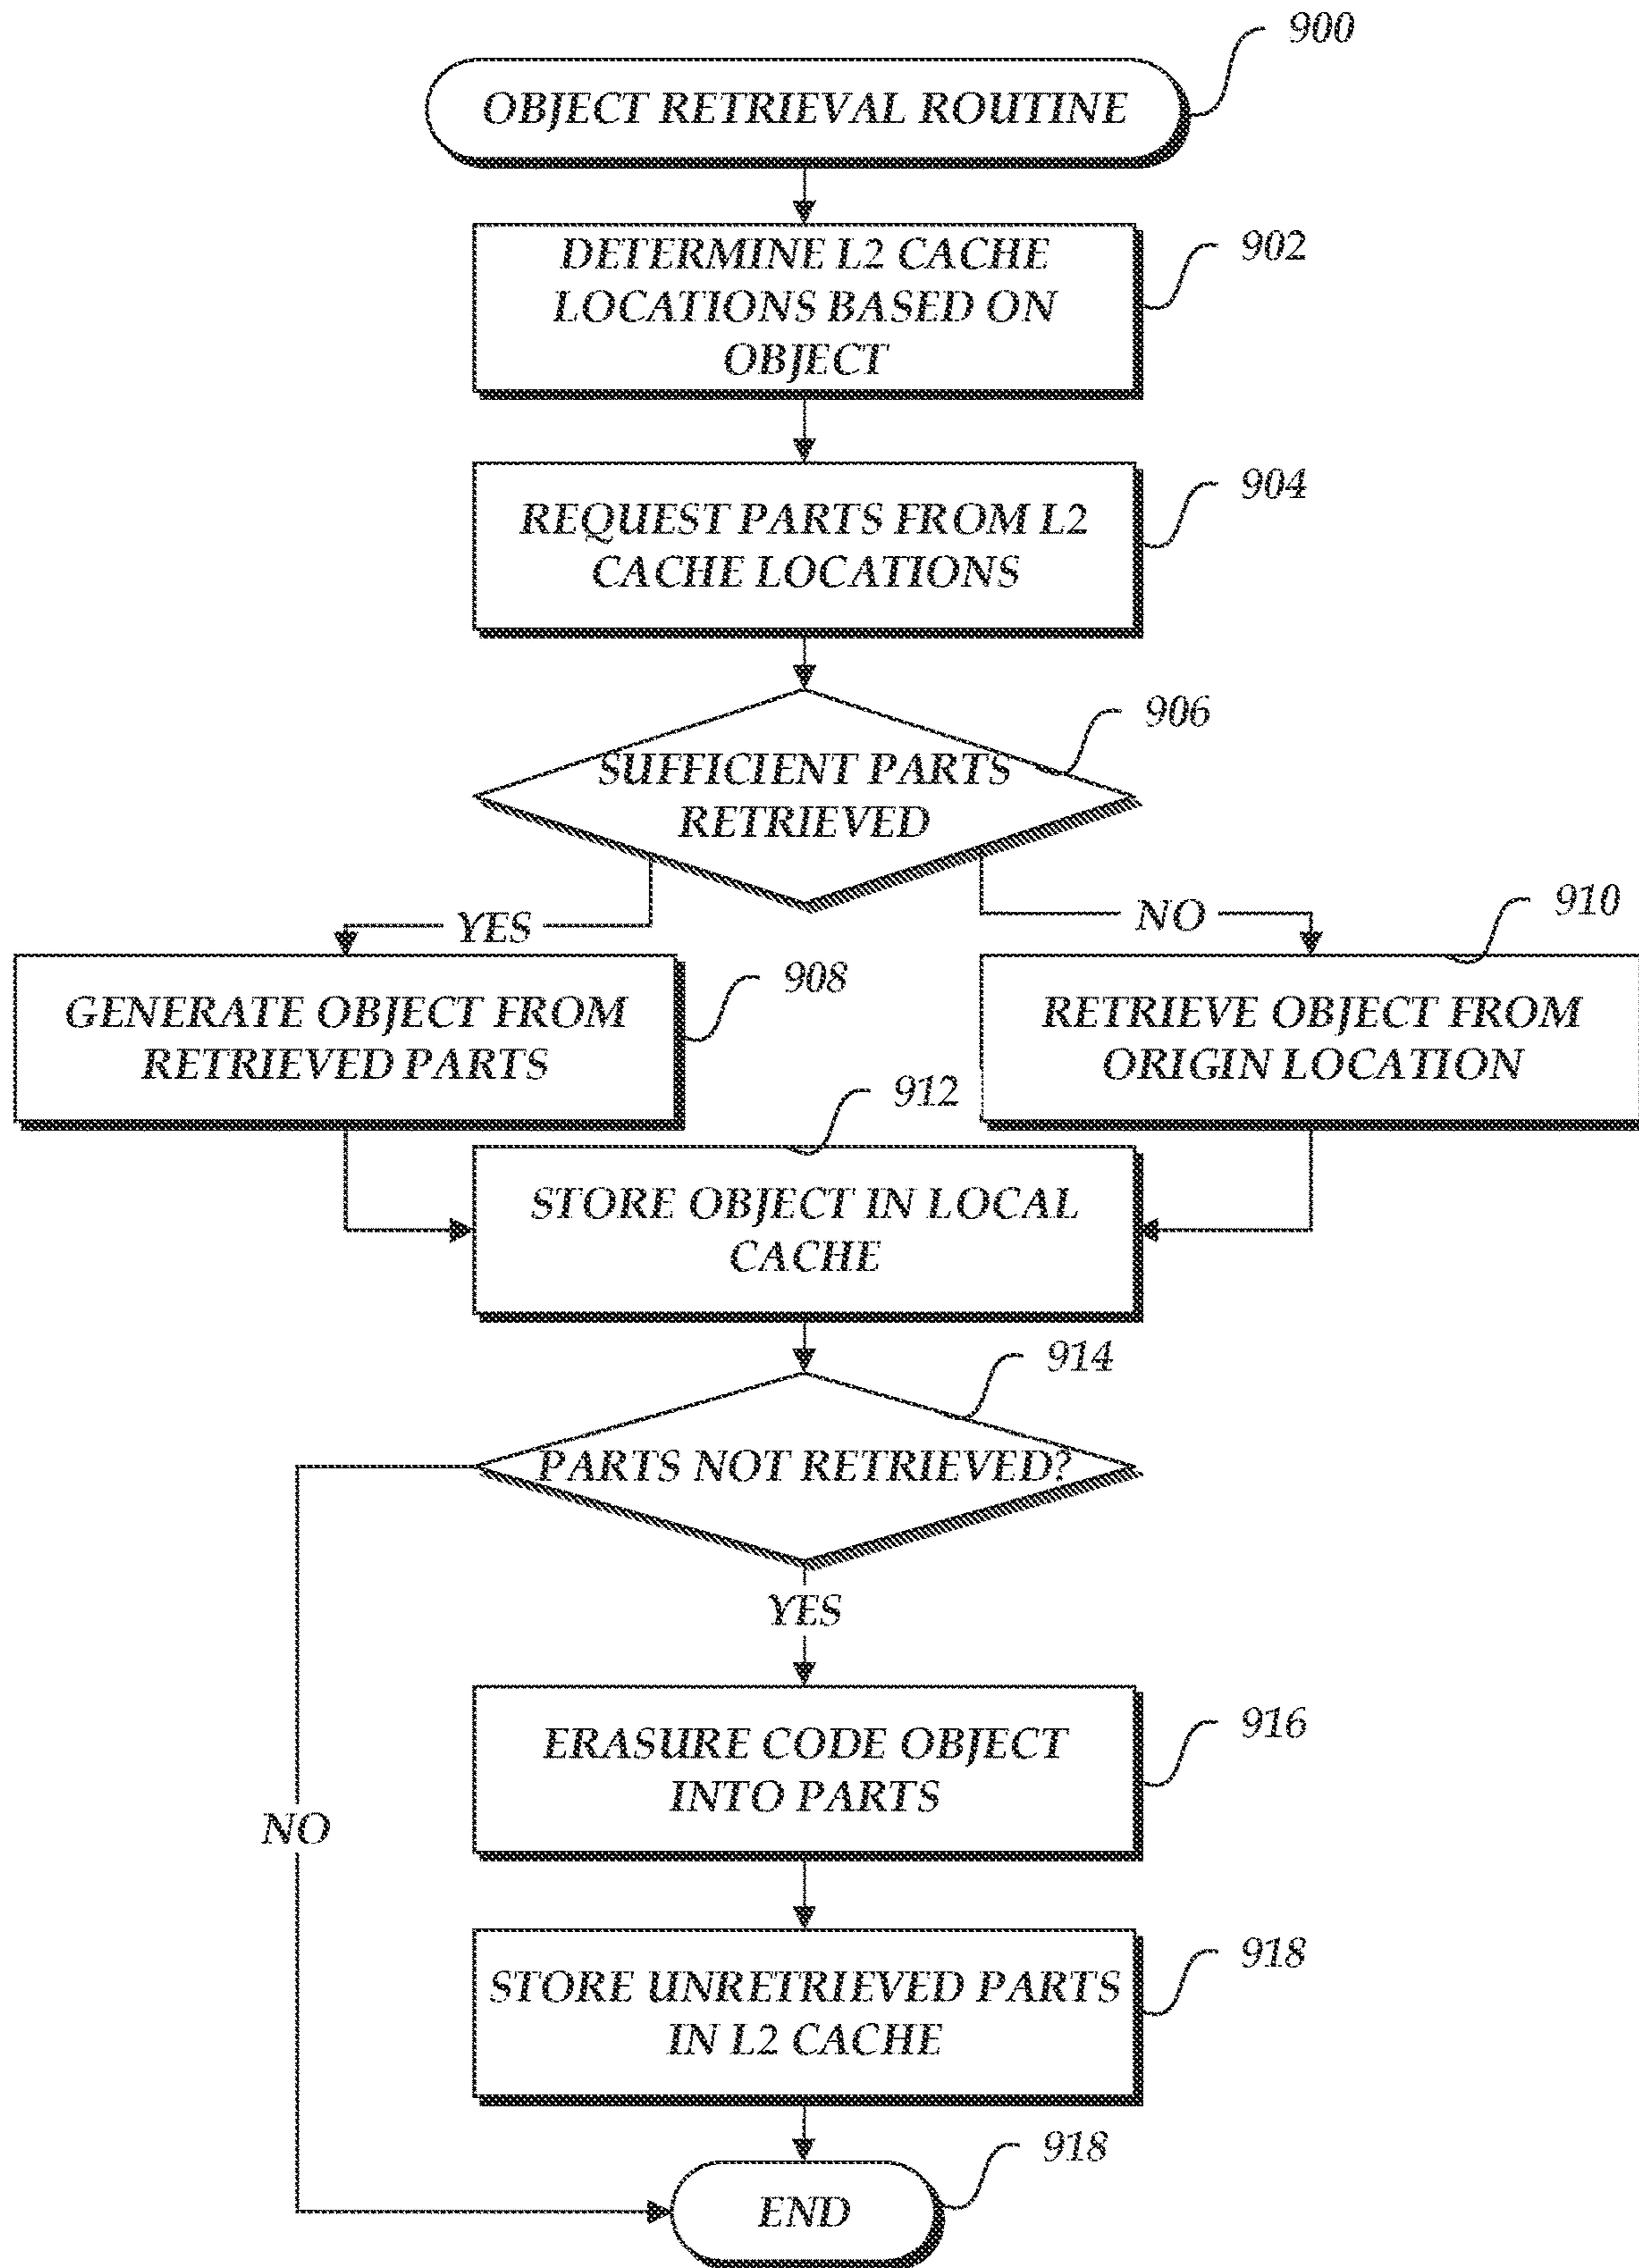 900
OBJECT RETRIEVAL ROUTINE
902
DETERMINE L2 CACHE
LOCATIONS BASED ON
OBJECT
904
REQUEST PARTS FROM L2
CACHE LOCATIONS
906
SUFFICIENT PARTS
RETRIEVED
YES
NO
910
908
GENERATE OBJECT FROM
RETRIEVED PARTS
RETRIEVE OBJECT FROM
ORIGIN LOCATION
912
STORE OBJECT IN LOCAL
CACHE
914
PARTS NOT RETRIEVED?
YES
916
ERASURE CODE OBJECT
INTO PARTS
NO
918
STORE UNRETRIEVED PARTS
IN L2 CACHE
918
END